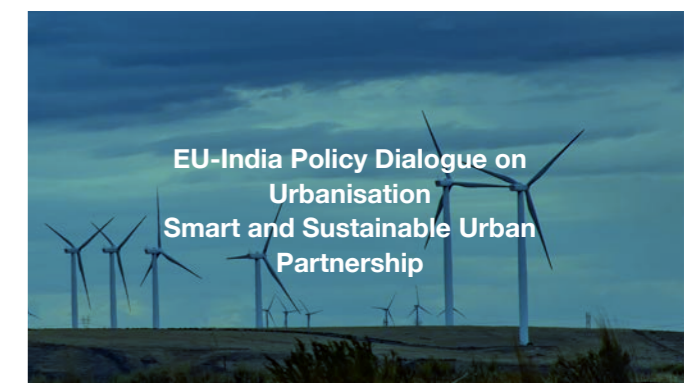 EU-India Policy Dialogue on
Urbanisation
Smart and Sustainable Urban
Partnership